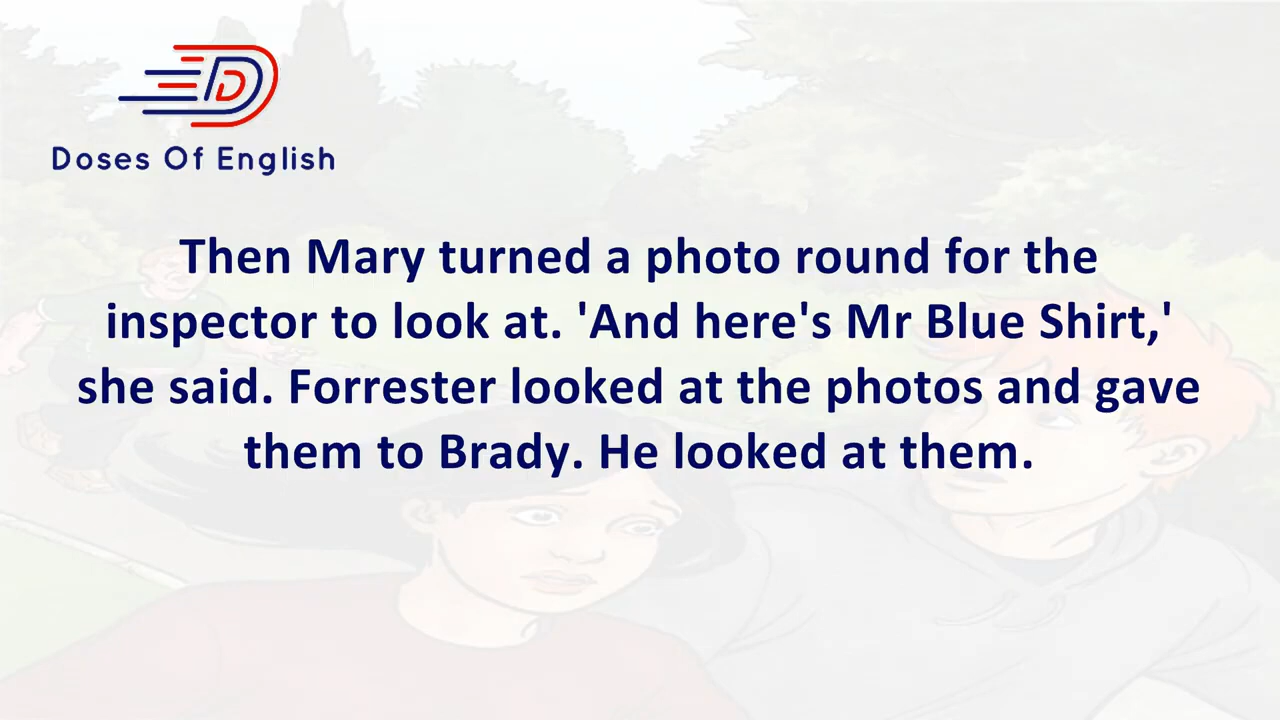 Doses Of English
Then Mary turned a photo round for the
inspector to look at. 'And here's Mr Blue Shirt,'
she said. Forrester looked at the photos and gave
them to Brady. He looked at them.